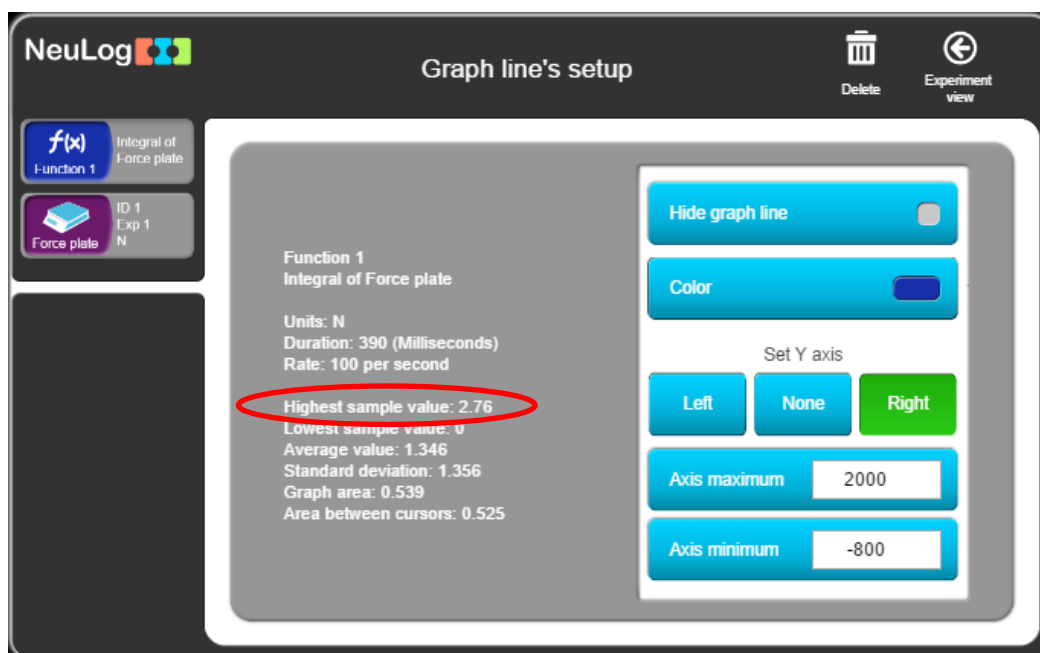 NeuLog
Graph line's setup
Delete
Experiment
view
f(x)
Function 1
Integral of
Force plate
Force plate
ID 1
Exp 1
N
Function 1
Integral of Force plate
Units: N
Duration: 390 (Milliseconds)
Rate: 100 per second
Highest sample value: 2.76
Lowest sample value: 0
Average value: 1.346
Standard deviation: 1.356
Graph area: 0.539
Area between cursors: 0.525
Hide graph line
Color
Set Y axis
Left None Right
Axis maximum 2000
Axis minimum -800